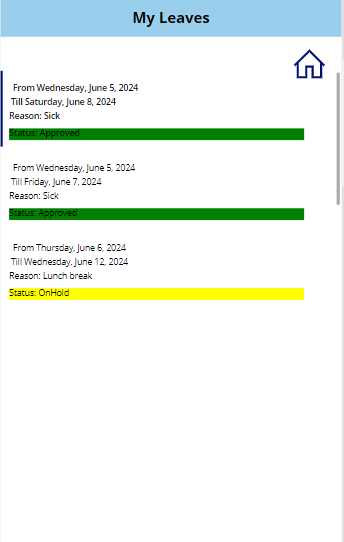 My Leaves
From Wednesday, June 5, 2024
Till Saturday, June 8, 2024
Reason: Sick
Status: Approved
From Wednesday, June 5, 2024
Till Friday, June 7, 2024
Reason: Sick
Status: Approved
From Thursday, June 6, 2024
Till Wednesday, June 12, 2024
Reason: Lunch break
Status: OnHold